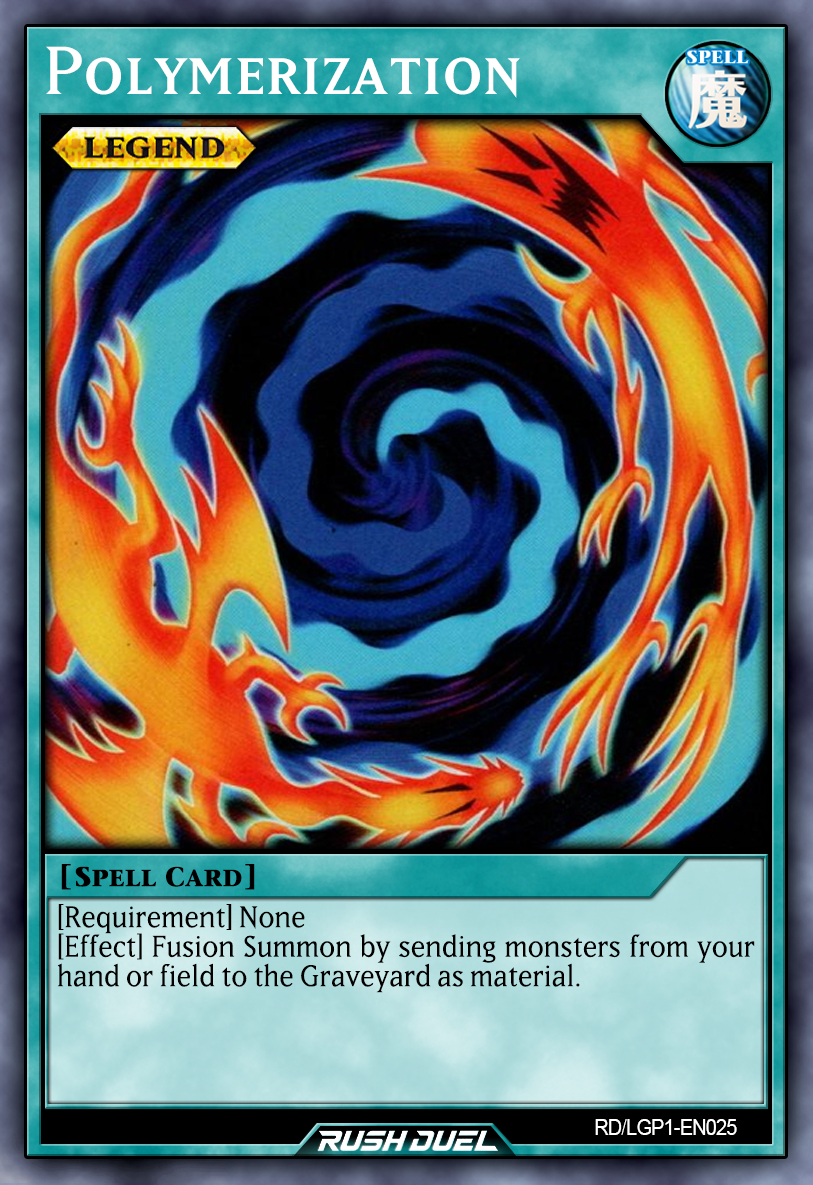 Polymerization
SPELL
魔
LEGEND
[Spell Card]
[Requirement] None
[Effect] Fusion Summon by sending monsters from your
hand or field to the Graveyard as material.
RD/LGP1-EN025
RUSH DUEL